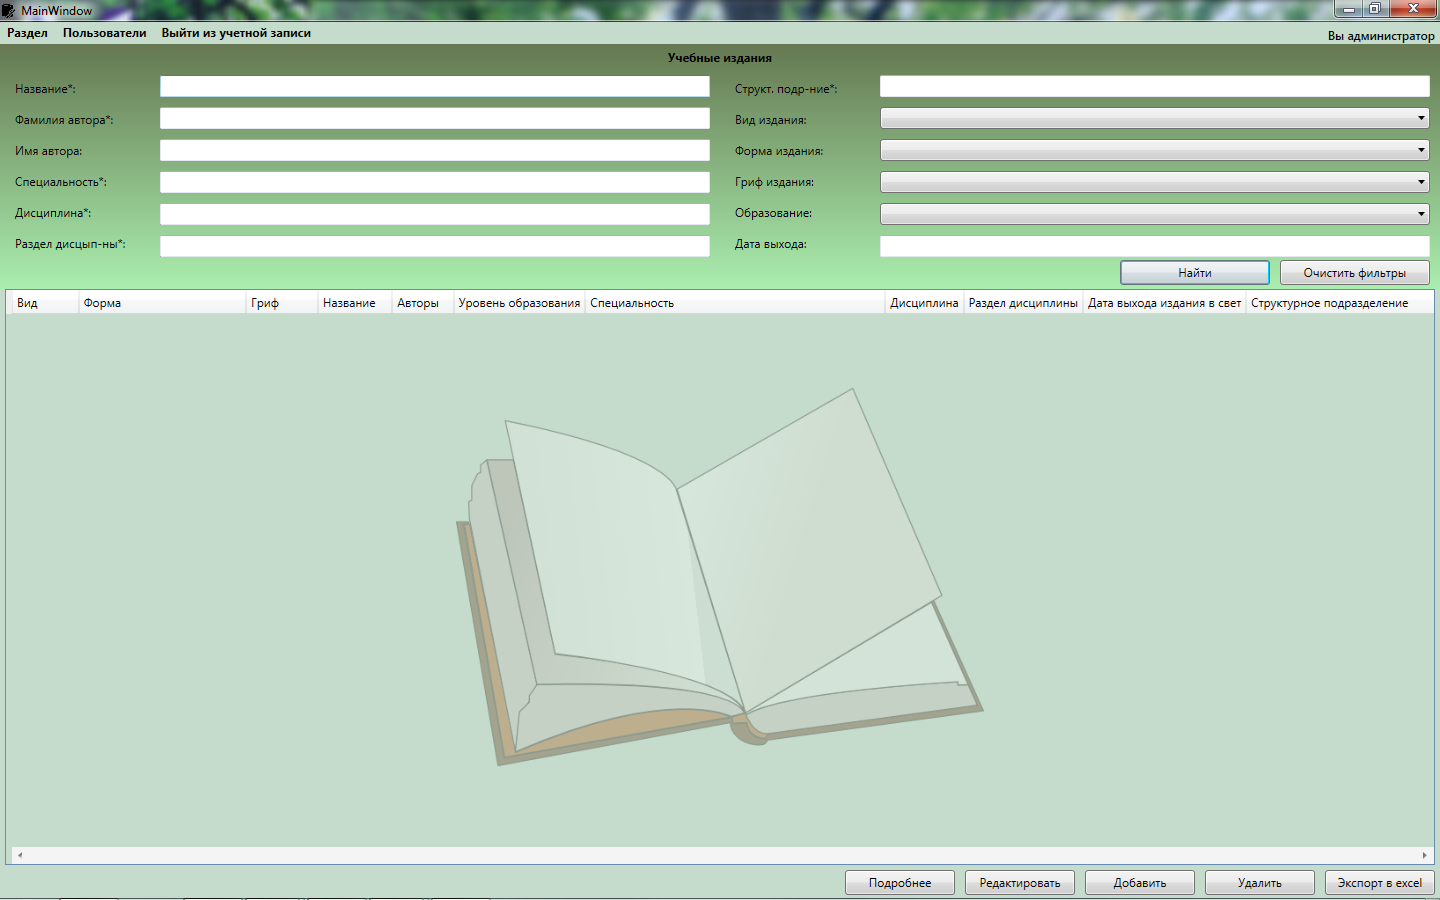 MainWindow
Раздел Пользователи Выйти из учетной записи Вы администратор
Учебные издания
Название*: Структ. подр-ние*:
Фамилия автора*: Вид издания:
Имя автора: Форма издания:
Специальность*: Гриф издания:
Дисциплина*: Образование:
Раздел дисцып-ны*: Дата выхода:
Найти Очистить фильтры
Вид Форма Гриф Название Авторы Уровень образования Специальность Дисциплина Раздел дисциплины Дата выхода издания в свет Структурное подразделение
Подробнее Редактировать Добавить Удалить Экспорт в excel